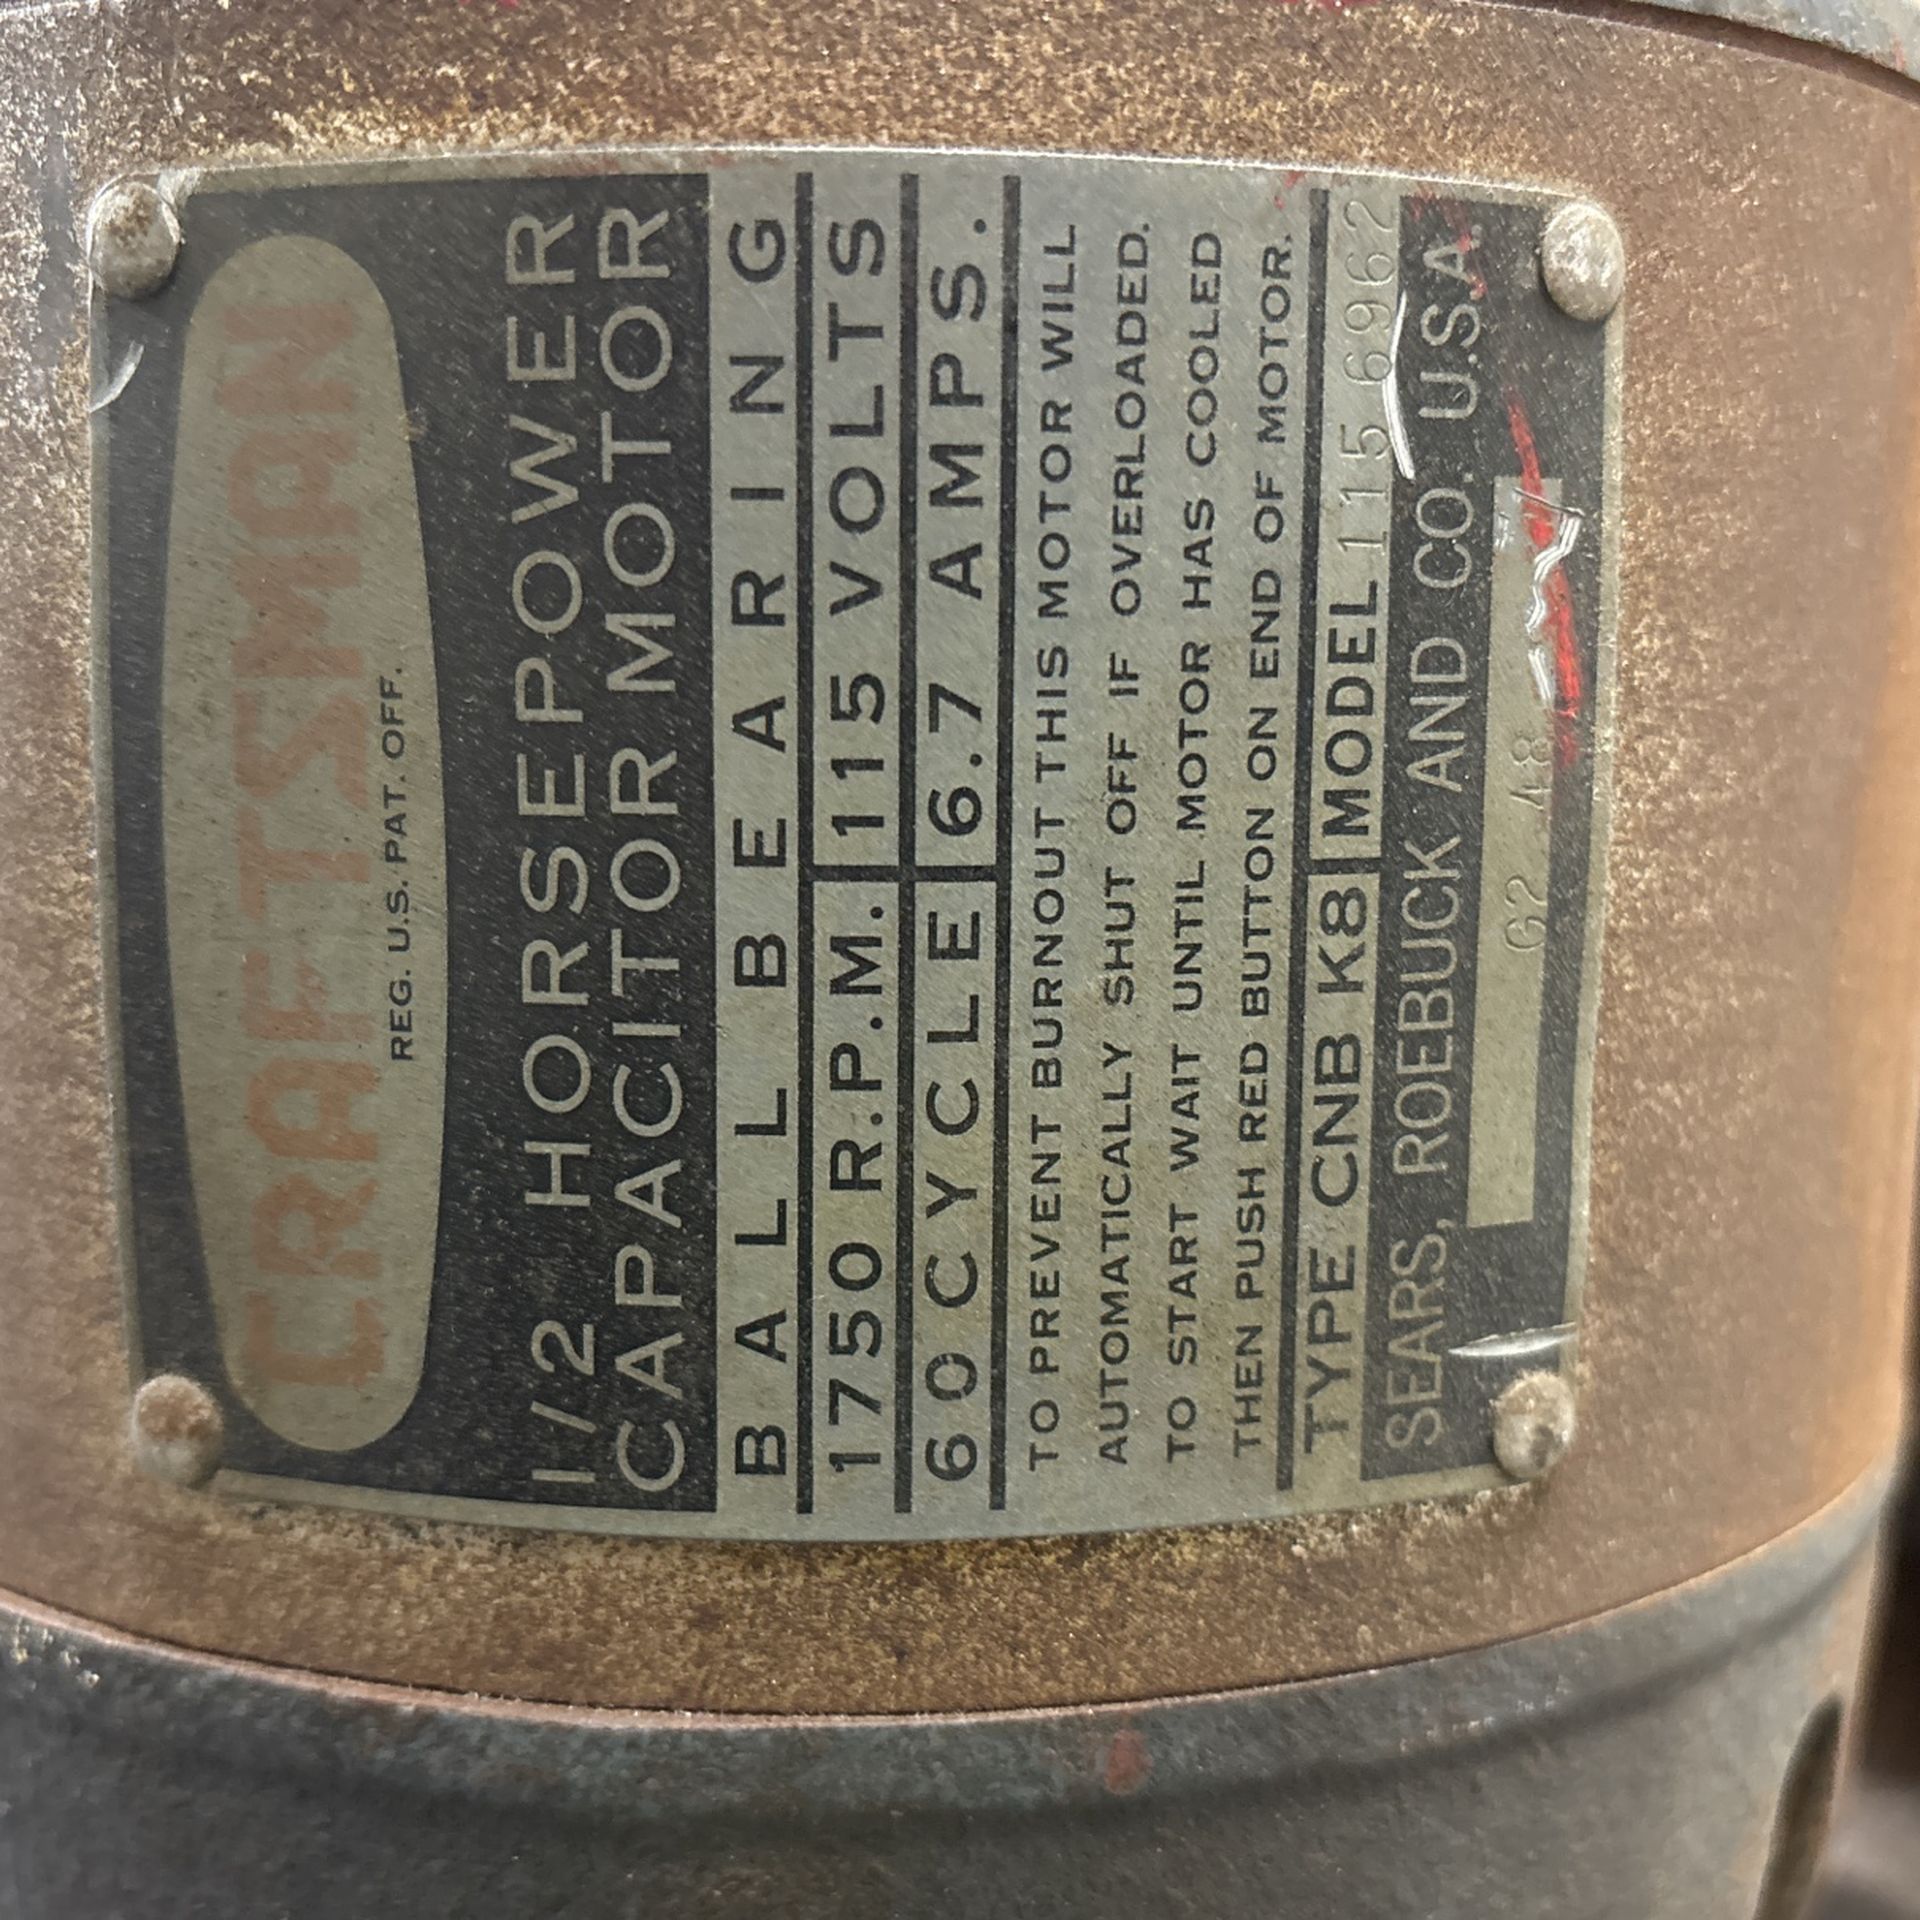 CRAFTSMAN
REG. U.S. PAT. OFF.
1/2 HORSEPOWER
CAPACITOR MOTOR
BALL BEARING
1750 R.P.M. 115 VOLTS
60 CYCLE 6.7 AMPS.
TO PREVENT BURNOUT THIS MOTOR WILL
AUTOMATICALLY SHUT OFF IF OVERLOADED.
TO START WAIT UNTIL MOTOR HAS COOLED
THEN PUSH RED BUTTON ON END OF MOTOR.
TYPE CNB K8 MODEL 115 6962
SEARS, ROEBUCK AND CO. U.S.A.
48